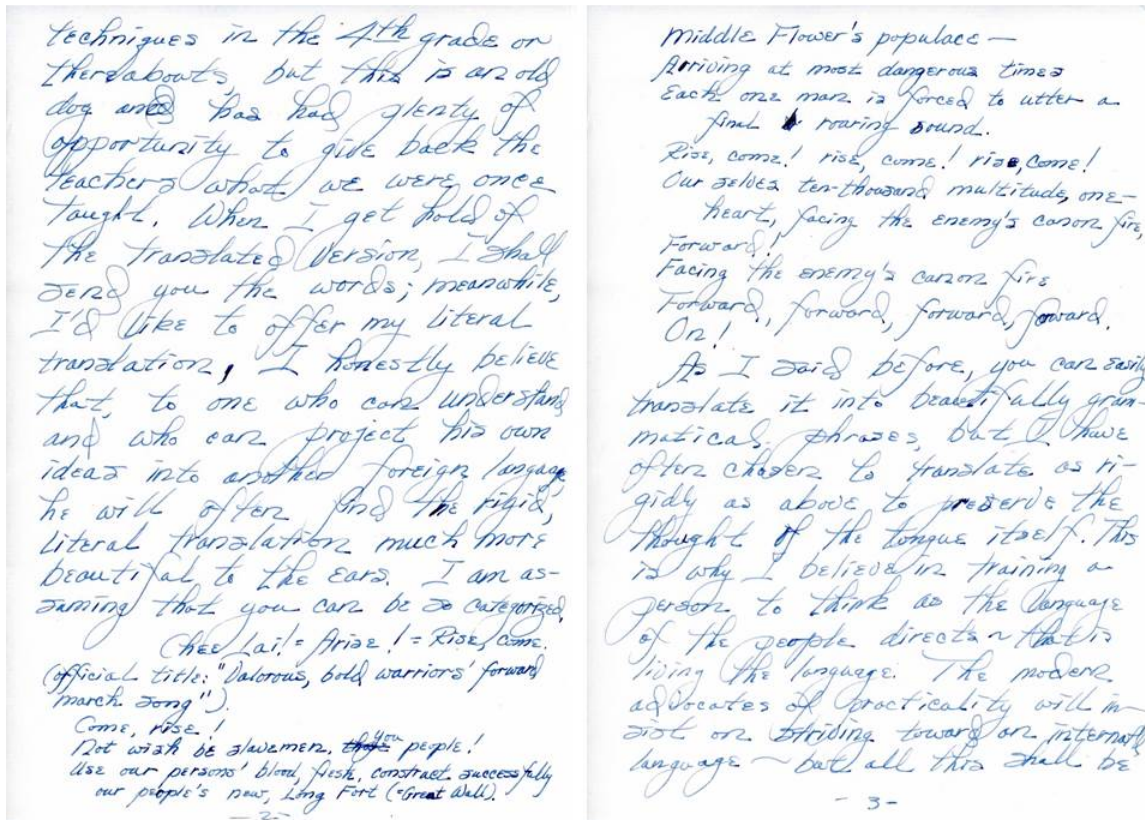 techniques in the 4th grade or
thereabouts, but this is an old
dog and has had plenty of
opportunity to give back the
teachers what we were once
taught. When I get hold of
the translated version, I shall
send you the words; meanwhile,
I'd like to offer my literal
translation, I honestly believe
that, to one who can understand
and who can project his own
ideas into another foreign language
he will often find the rigid,
literal translation much more
beautiful to the ears. I am as-
suming that you can be so categorized,
Chee Lai! = Arise! = Rise, come.
(official title: "Valorous, bold warriors' forward
march song").
Come, rise!
Not wish be slavemen, you people!
Use our persons' blood, flesh, construct successfully
our people's new, Long Fort (=Great Wall).
-2-
Middle Flower's populace —
Arriving at most dangerous times
Each one man is forced to utter a
final roaring sound.
Rise, come! rise, come! rise, come!
Our selves ten-thousand multitude, one-
heart, facing the enemy's canon fire,
Forward!
Facing the enemy's canon fire
Forward, forward, forward, foward.
On!
As I said before, you can easily
translate it into beautifully gram-
matical, phrases, but I have
often chosen to translate as ri-
gidly as above to preserve the
thought of the tongue itself. This
is why I believe in training a
person to think as the language
of the people directs ~ that is
living the language. The modern
advocates of practicality will in-
sist on striding toward an internat'l
language ~ but all this shall be
- 3 -